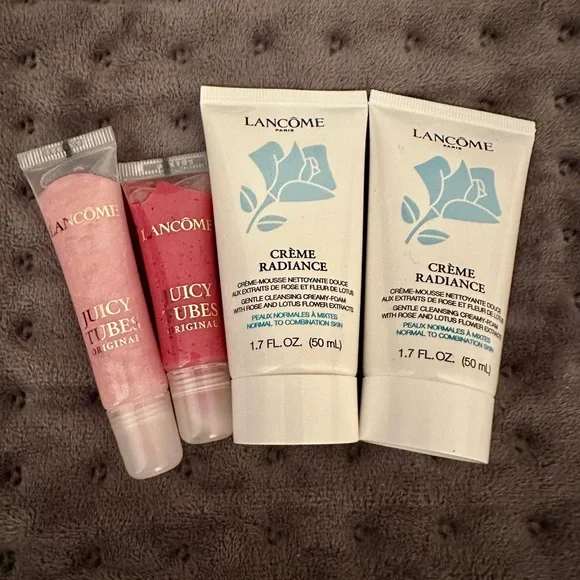 LANCÔME
JUICY
TUBES
ORIGINAL
LANCÔME
UICY
UBES
RIGINAL
LANCÔME
PARIS
CRÈME
RADIANCE
CRÈME-MOUSSE NETTOYANTE DOUCE
AUX EXTRAITS DE ROSE ET FLEUR DE LOTUS
GENTLE CLEANSING CREAMY-FOAM
WITH ROSE AND LOTUS FLOWER EXTRACTS
PEAUX NORMALES À MIXTES
NORMAL TO COMBINATION SKIN
1.7 FL. OZ. (50 mL)
LANCÔME
PARIS
CRÈME
RADIANCE
CRÈME-MOUSSE NETTOYANTE DOUCE
AUX EXTRAITS DE ROSE ET FLEUR DE LOTUS
GENTLE CLEANSING CREAMY-FOAM
WITH ROSE AND LOTUS FLOWER EXTRACTS
PEAUX NORMALES À MIXTES
NORMAL TO COMBINATION SKIN
1.7 FL. OZ. (50 mL)